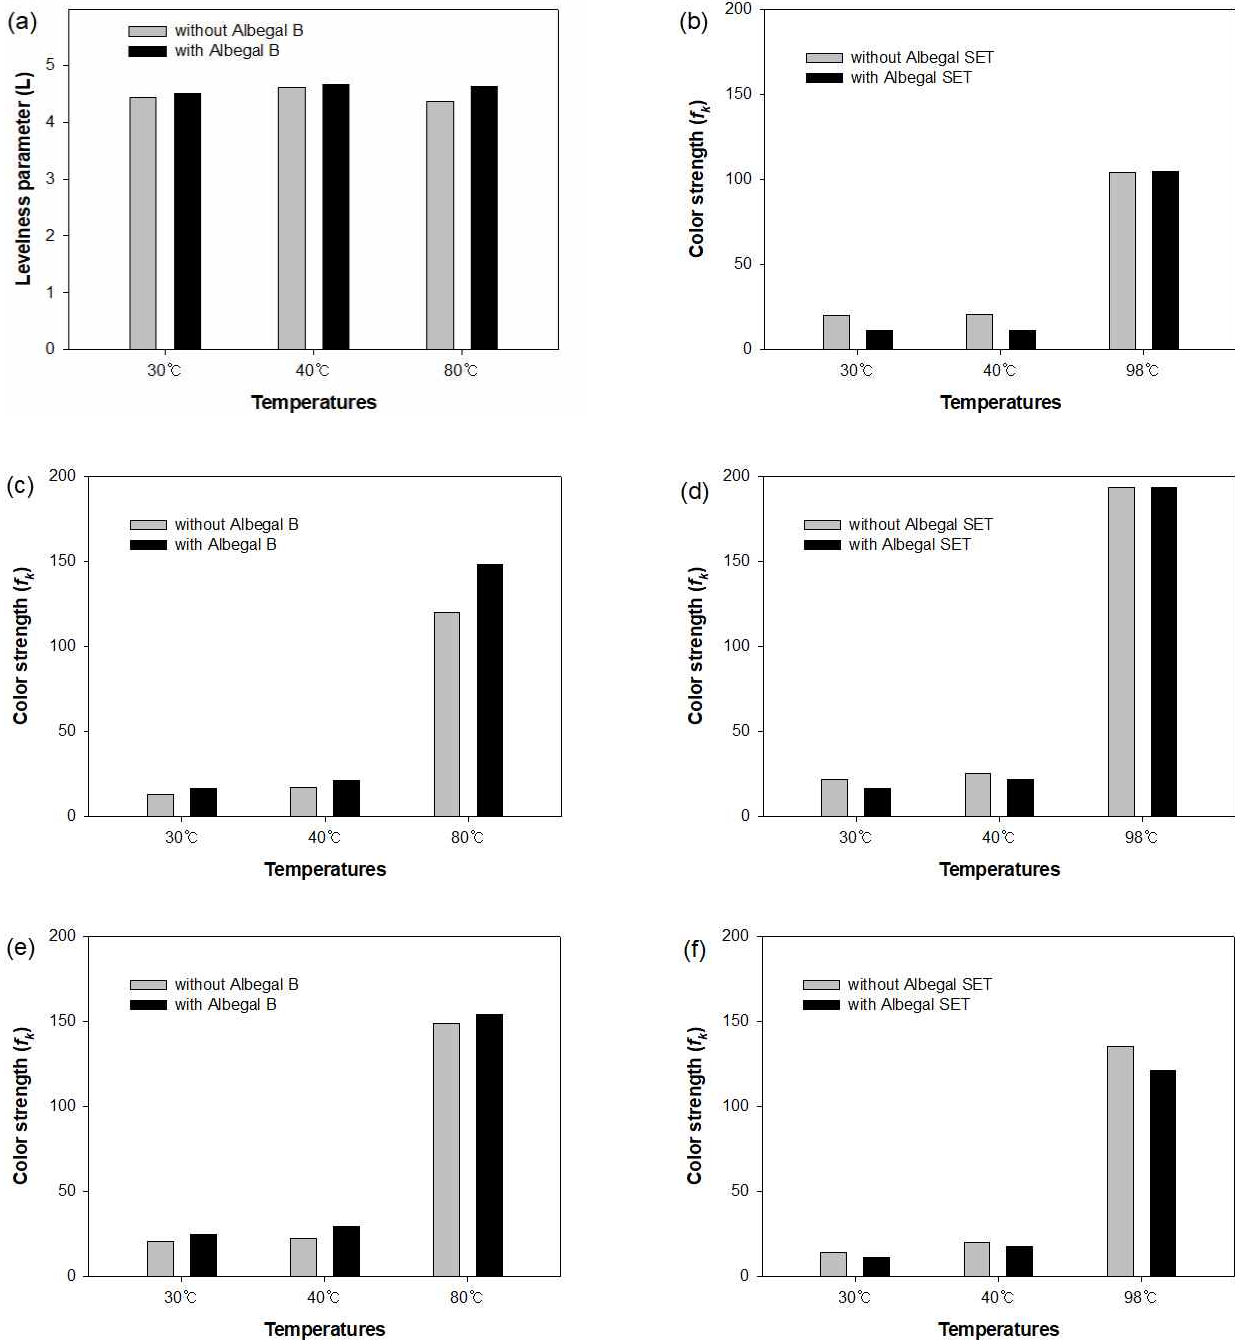 (a)
without Albegal B
with Albegal B
Levelness parameter (L)
5
4
3
2
1
0
30℃ 40℃ 80℃
Temperatures
(b)
without Albegal SET
with Albegal SET
Color strength (fk)
200
150
100
50
0
30℃ 40℃ 98℃
Temperatures
(c)
without Albegal B
with Albegal B
Color strength (fk)
200
150
100
50
0
30℃ 40℃ 80℃
Temperatures
(d)
without Albegal SET
with Albegal SET
Color strength (fk)
200
150
100
50
0
30℃ 40℃ 98℃
Temperatures
(e)
without Albegal B
with Albegal B
Color strength (fk)
200
150
100
50
0
30℃ 40℃ 80℃
Temperatures
(f)
without Albegal SET
with Albegal SET
Color strength (fk)
200
150
100
50
0
30℃ 40℃ 98℃
Temperatures